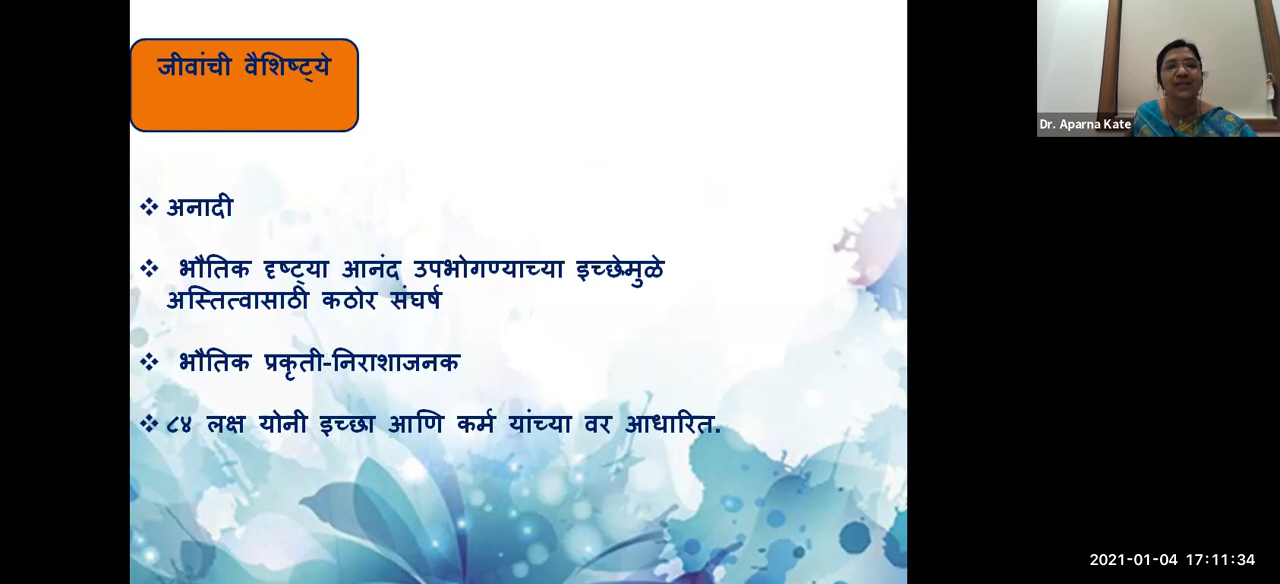 जीवांची वैशिष्ट्ये
Dr. Aparna Kate
❖ अनादी
❖ भौतिक दृष्ट्या आनंद उपभोगण्याच्या इच्छेमुळे
अस्तित्वासाठी कठोर संघर्ष
❖ भौतिक प्रकृती-निराशाजनक
❖ ८४ लक्ष योनी इच्छा आणि कर्म यांच्या वर आधारित.
2021-01-04 17:11:34